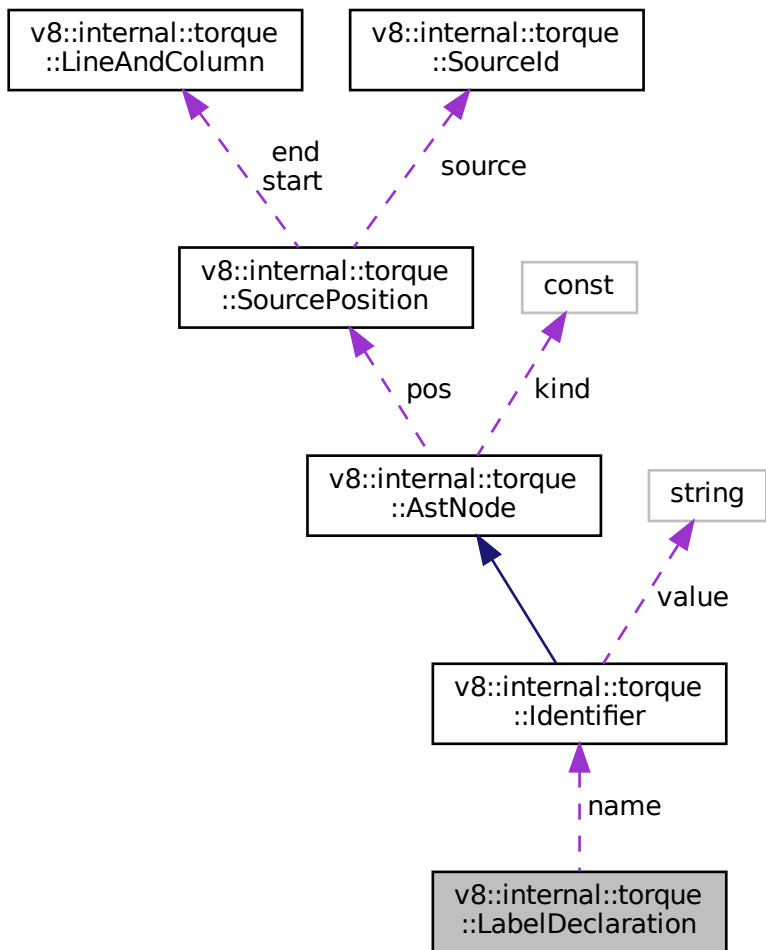 v8::internal::torque
::LineAndColumn
v8::internal::torque
::SourceId
end
start
source
v8::internal::torque
::SourcePosition
const
pos
kind
v8::internal::torque
::AstNode
string
value
v8::internal::torque
::Identifier
name
v8::internal::torque
::LabelDeclaration